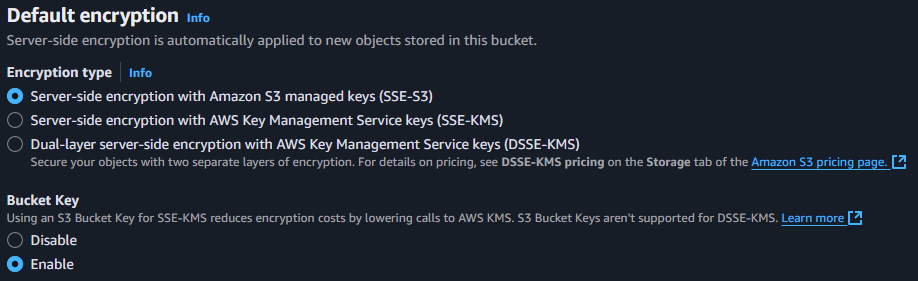 Default encryption Info
Server-side encryption is automatically applied to new objects stored in this bucket.
Encryption type Info
Server-side encryption with Amazon S3 managed keys (SSE-S3)
Server-side encryption with AWS Key Management Service keys (SSE-KMS)
Dual-layer server-side encryption with AWS Key Management Service keys (DSSE-KMS)
Secure your objects with two separate layers of encryption. For details on pricing, see DSSE-KMS pricing on the Storage tab of the Amazon S3 pricing page.
Bucket Key
Using an S3 Bucket Key for SSE-KMS reduces encryption costs by lowering calls to AWS KMS. S3 Bucket Keys aren't supported for DSSE-KMS. Learn more
Disable
Enable